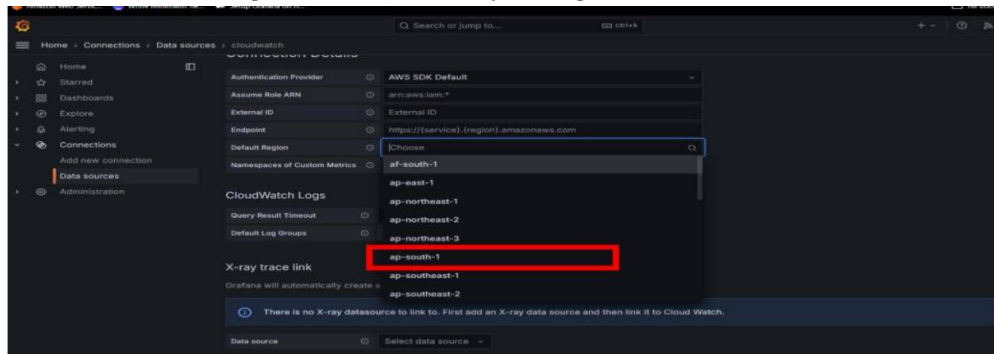 Search or jump to...
ctrl+k
Home › Connections › Data sources › cloudwatch
Connection Details
Home
Starred
Dashboards
Explore
Alerting
Connections
Add new connection
Data sources
Administration
Authentication Provider
AWS SDK Default
Assume Role ARN
arn:aws:iam:*
External ID
External ID
Endpoint
https://{service}.{region}.amazonaws.com
Default Region
Choose
Namespaces of Custom Metrics
af-south-1
ap-east-1
ap-northeast-1
ap-northeast-2
ap-northeast-3
ap-south-1
ap-southeast-1
ap-southeast-2
CloudWatch Logs
Query Result Timeout
Default Log Groups
X-ray trace link
Grafana will automatically create a
There is no X-ray datasource to link to. First add an X-ray data source and then link it to Cloud Watch.
Data source
Select data source